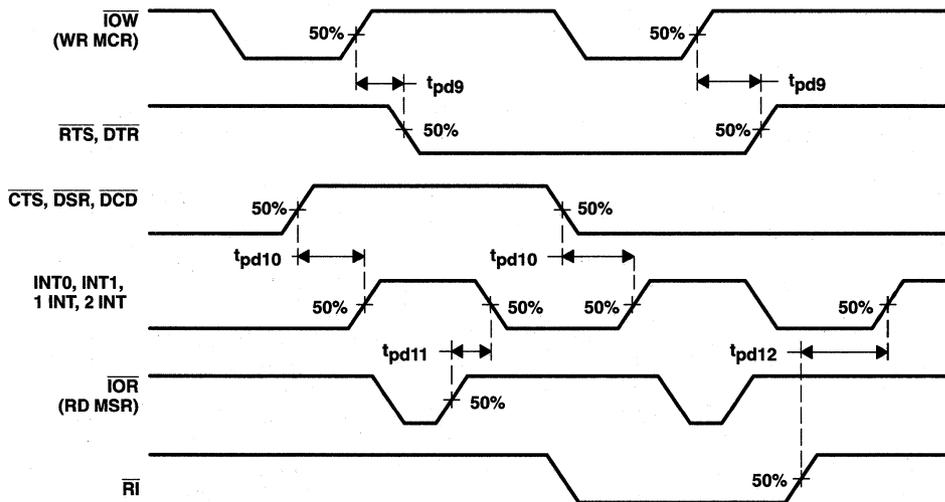 IOW
(WR MCR)
50%
50%
tpd9
tpd9
RTS, DTR
50%
50%
CTS, DSR, DCD
50%
50%
tpd10
tpd10
INT0, INT1,
1 INT, 2 INT
50%
50%
50%
50%
tpd11
tpd12
IOR
(RD MSR)
50%
RI
50%